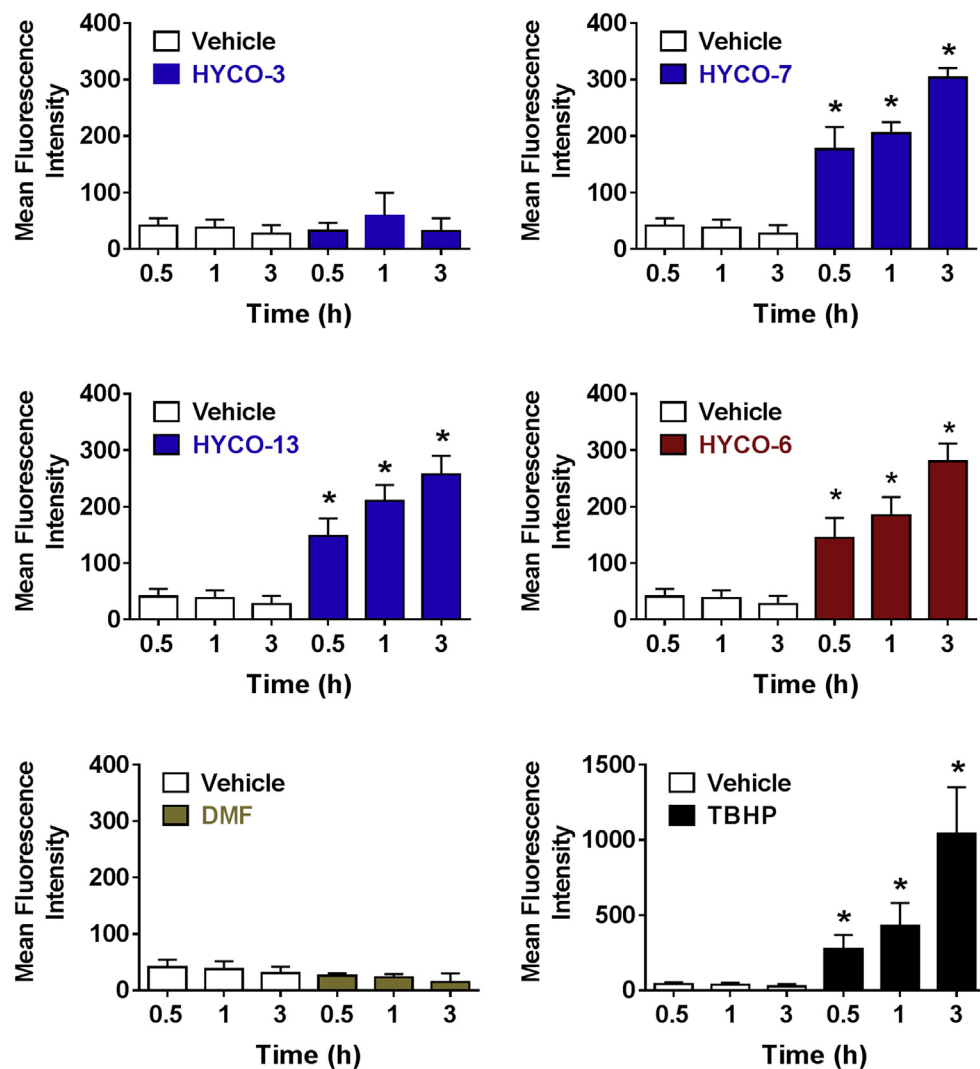 400
300
200
100
0
Mean Fluorescence
Intensity
Vehicle
HYCO-3
0.5 1 3 0.5 1 3
Time (h)
400
300
200
100
0
Mean Fluorescence
Intensity
Vehicle
HYCO-7
* * *
0.5 1 3 0.5 1 3
Time (h)
400
300
200
100
0
Mean Fluorescence
Intensity
Vehicle
HYCO-13
* * *
0.5 1 3 0.5 1 3
Time (h)
400
300
200
100
0
Mean Fluorescence
Intensity
Vehicle
HYCO-6
* * *
0.5 1 3 0.5 1 3
Time (h)
400
300
200
100
0
Mean Fluorescence
Intensity
Vehicle
DMF
0.5 1 3 0.5 1 3
Time (h)
1500
1000
500
0
Mean Fluorescence
Intensity
Vehicle
TBHP
* * *
0.5 1 3 0.5 1 3
Time (h)